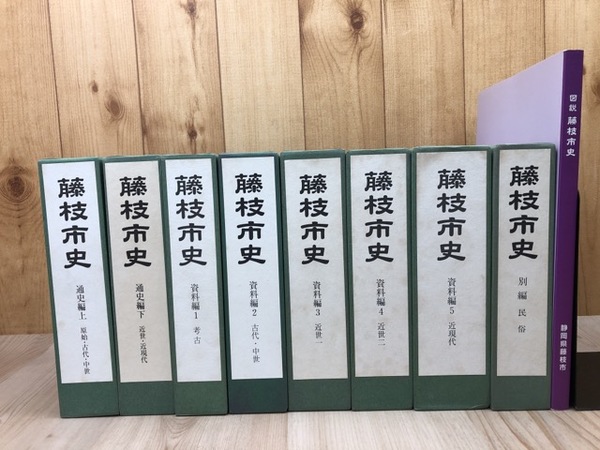 藤枝市史
通史編上 原始・古代・中世
藤枝市史
通史編下 近世・近現代
藤枝市史
資料編1 考古
藤枝市史
資料編2 古代・中世
藤枝市史
資料編3 近世一
藤枝市史
資料編4 近世二
藤枝市史
資料編5 近現代
藤枝市史
別編 民俗
図説 藤枝市史
静岡県藤枝市